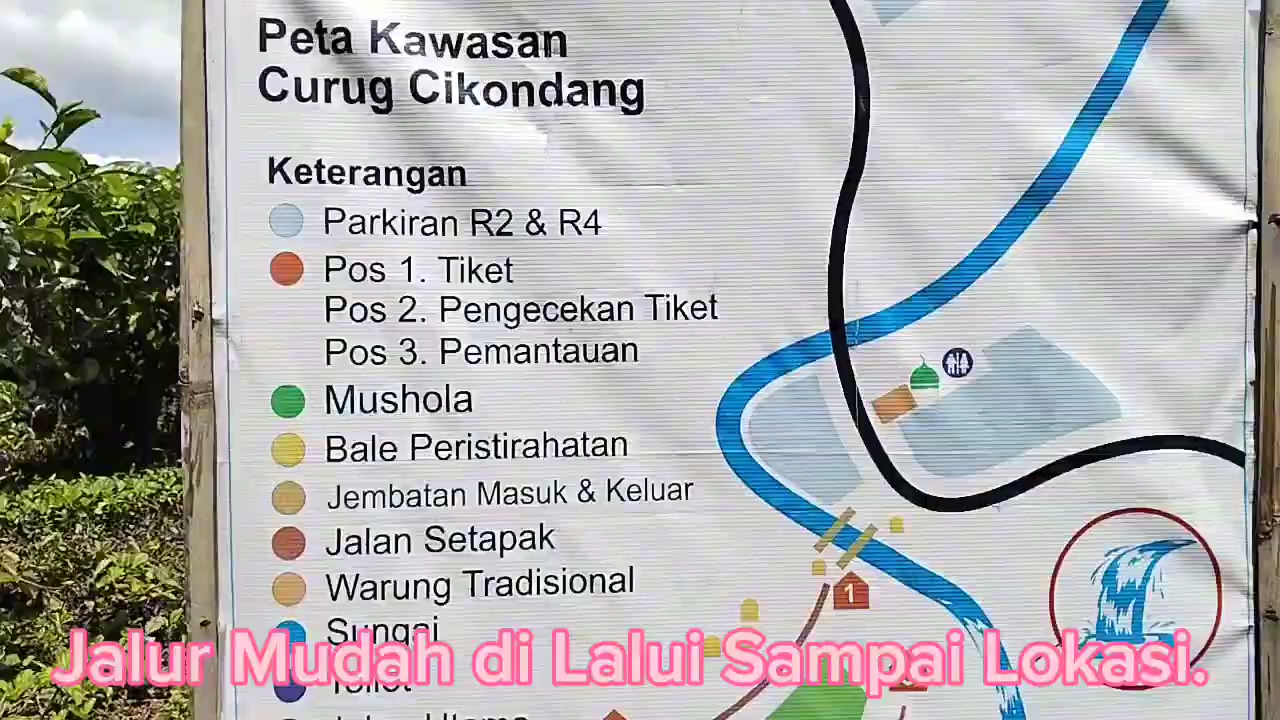 Peta Kawasan
Curug Cikondang
Keterangan
Parkiran R2 & R4
Pos 1. Tiket
Pos 2. Pengecekan Tiket
Pos 3. Pemantauan
Mushola
Bale Peristirahatan
Jembatan Masuk & Keluar
Jalan Setapak
Warung Tradisional
1
Sungai
Jalur Mudah di Lalui Sampai Lokasi.
Toilet